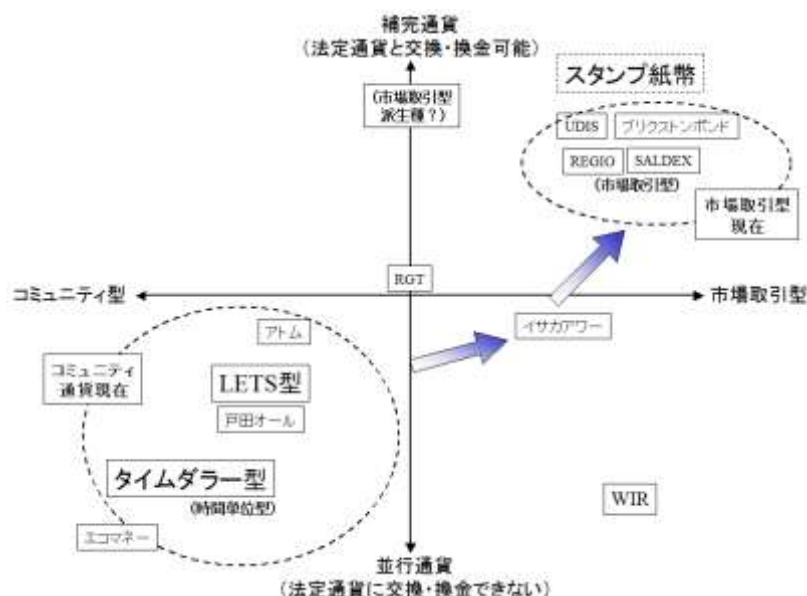 補完通貨
（法定通貨と交換・換金可能）
スタンプ紙幣
（市場取引型
派生種？）
UDIS
ブリクストンポンド
REGIO
SALDEX
（市場取引型）
市場取引型
現在
RGT
コミュニティ型
市場取引型
アトム
イサカアワー
コミュニティ
通貨現在
LETS型
戸田オール
タイムダラー型
（時間単位型）
WIR
エコマネー
並行通貨
（法定通貨に交換・換金できない）